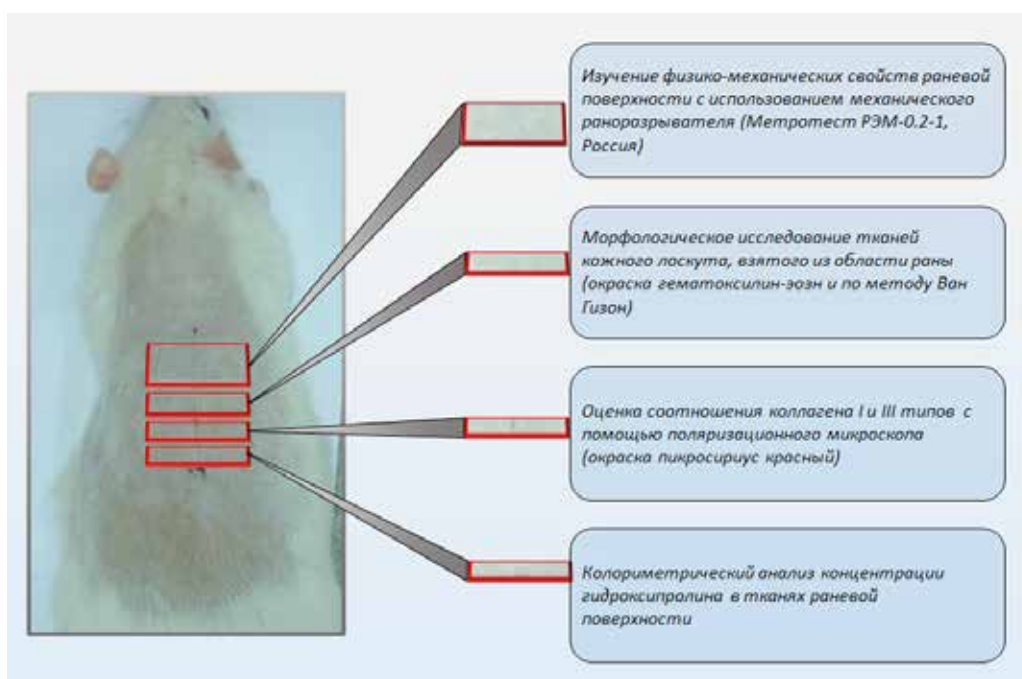 Изучение физико-механических свойств раневой
поверхности с использованием механического
раноразрывателя (Метротест РЭМ-0.2-1,
Россия)
Морфологическое исследование тканей
кожного лоскута, взятого из области раны
(окраска гематоксилин-эозн и по методу Ван
Гизон)
Оценка соотношения коллагена I и III типов с
помощью поляризационного микроскопа
(окраска пикросириус красный)
Колориметрический анализ концентрации
гидроксипролина в тканях раневой
поверхности